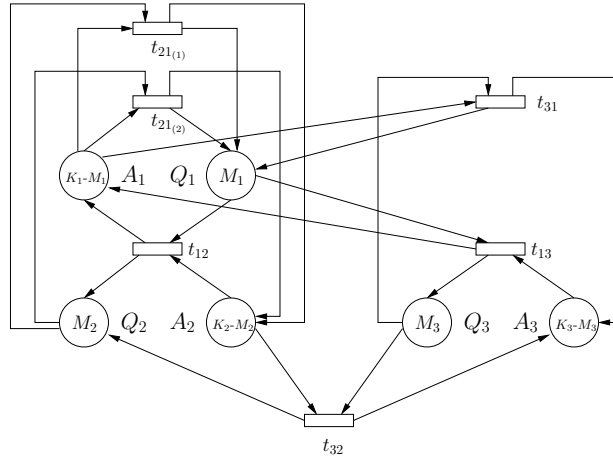 t21(1)
t21(2)
t31
K1-M1
A1
Q1
M1
t12
t13
M2
Q2
A2
K2-M2
M3
Q3
A3
K3-M3
t32